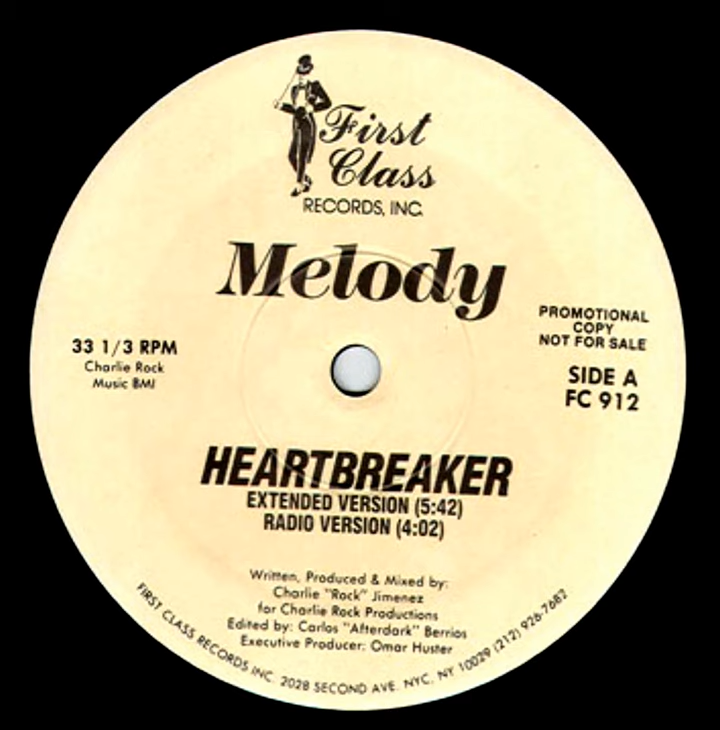 First
Class
RECORDS, INC.
Melody
PROMOTIONAL
COPY
NOT FOR SALE
33 1/3 RPM
Charlie Rock
Music BMI
SIDE A
FC 912
HEARTBREAKER
EXTENDED VERSION (5:42)
RADIO VERSION (4:02)
Written, Produced & Mixed by:
Charlie "Rock" Jimenez
for Charlie Rock Productions
Edited by: Carlos "Afterdark" Berrios
Executive Producer: Omar Huster
FIRST CLASS RECORDS INC. 2028 SECOND AVE. NYC, NY 10029 (212) 926-7682